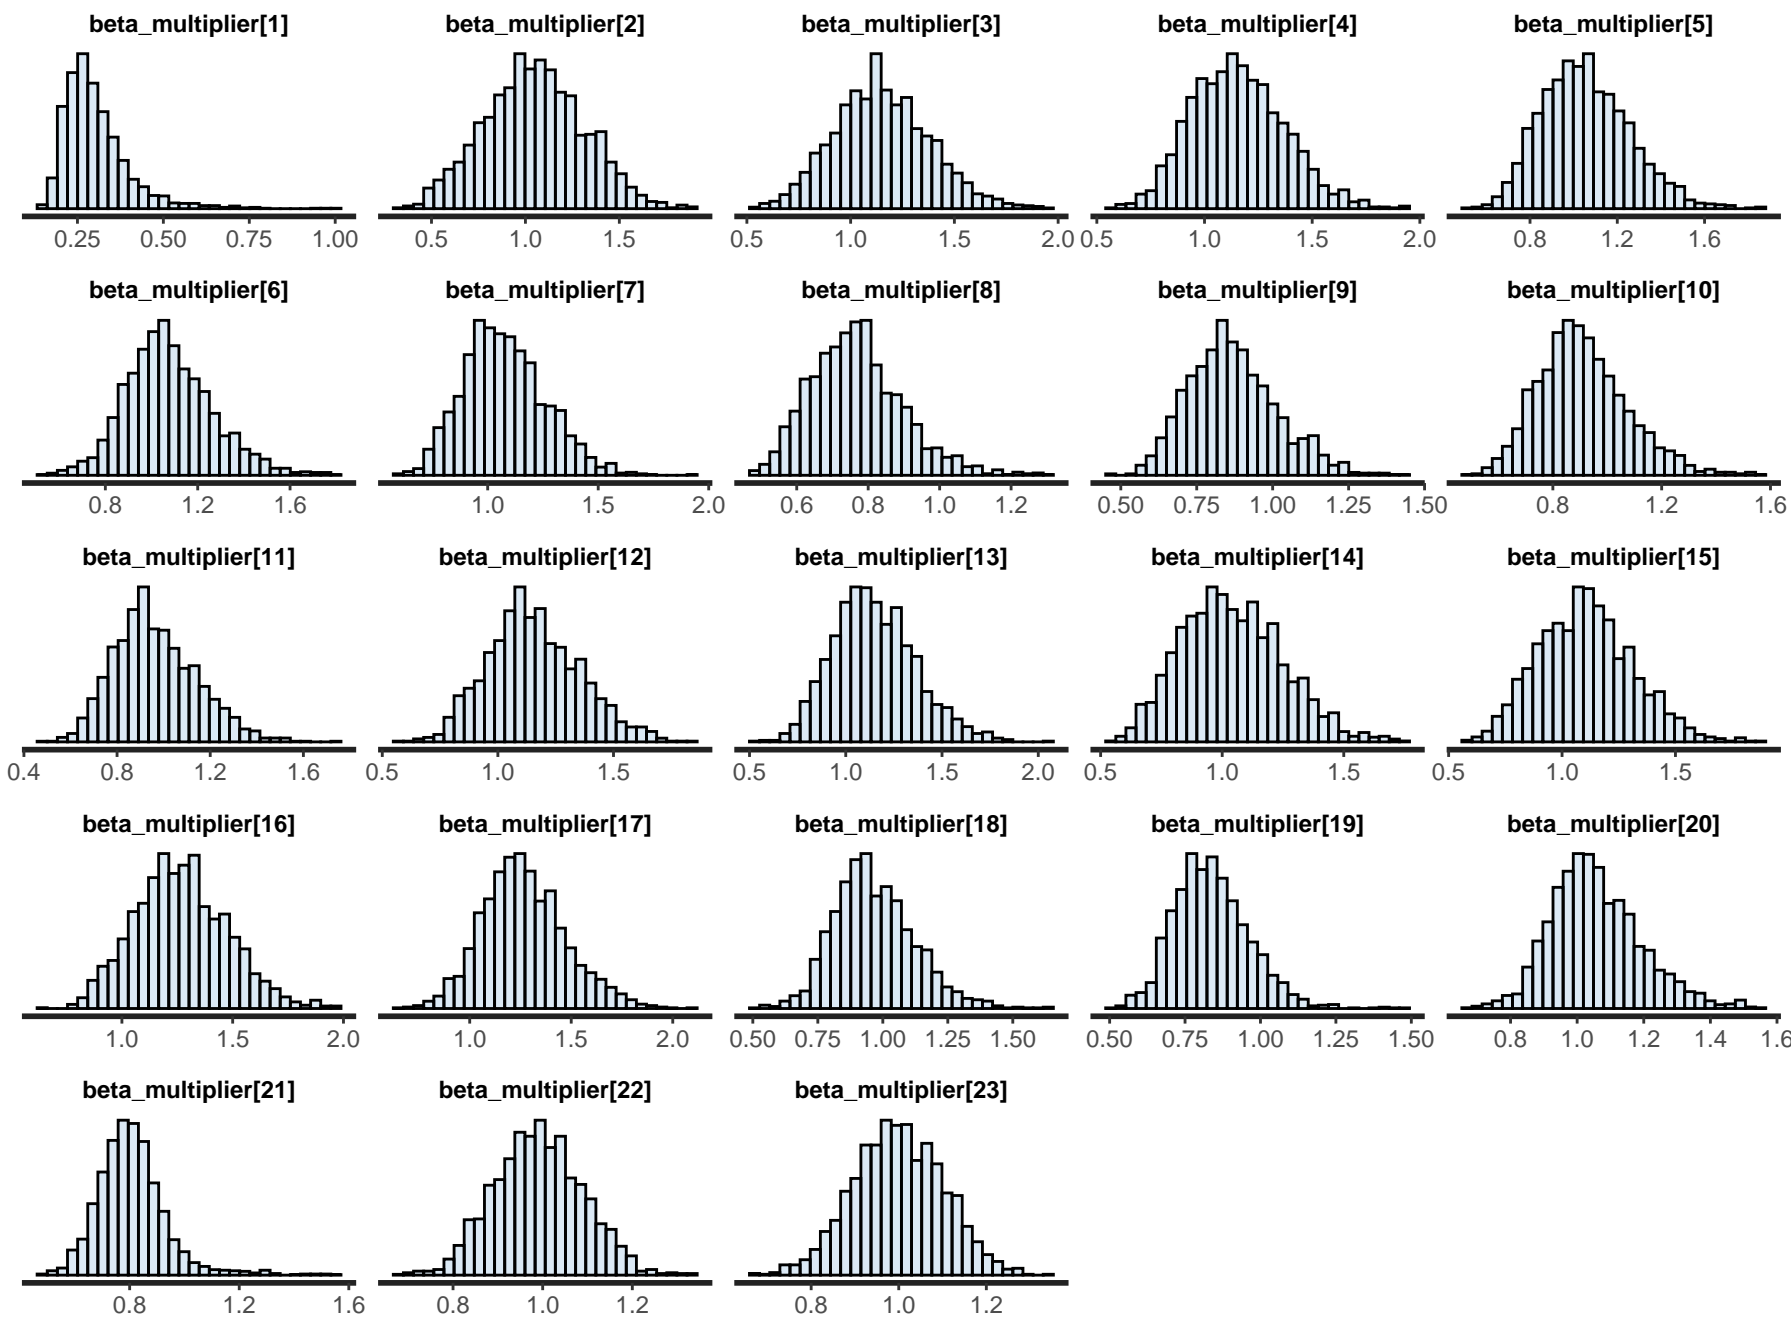 beta_multiplier[1] beta_multiplier[2] beta_multiplier[3] beta_multiplier[4] beta_multiplier[5]
0.25 0.50 0.75 1.00 0.5 1.0 1.5 0.5 1.0 1.5 2.0 0.5 1.0 1.5 2.0 0.8 1.2 1.6
beta_multiplier[6] beta_multiplier[7] beta_multiplier[8] beta_multiplier[9] beta_multiplier[10]
0.8 1.2 1.6 1.0 1.5 2.0 0.6 0.8 1.0 1.2 0.50 0.75 1.00 1.25 1.50 0.8 1.2 1.6
beta_multiplier[11] beta_multiplier[12] beta_multiplier[13] beta_multiplier[14] beta_multiplier[15]
0.4 0.8 1.2 1.6 0.5 1.0 1.5 0.5 1.0 1.5 2.0 0.5 1.0 1.5 0.5 1.0 1.5
beta_multiplier[16] beta_multiplier[17] beta_multiplier[18] beta_multiplier[19] beta_multiplier[20]
1.0 1.5 2.0 1.0 1.5 2.0 0.50 0.75 1.00 1.25 1.50 0.50 0.75 1.00 1.25 1.50 0.8 1.0 1.2 1.4 1.6
beta_multiplier[21] beta_multiplier[22] beta_multiplier[23]
0.8 1.2 1.6 0.8 1.0 1.2 0.8 1.0 1.2